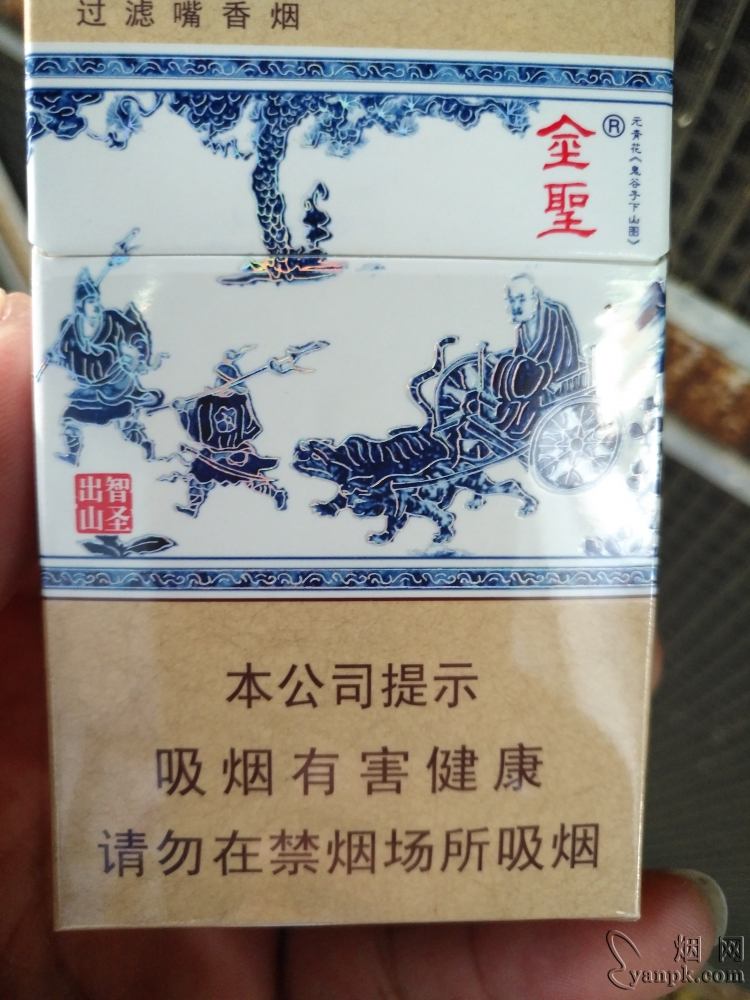 过滤嘴香烟
金聖®
元青花《鬼谷子下山图》
智圣
出山
本公司提示
吸烟有害健康
请勿在禁烟场所吸烟
烟网
yanpk.com